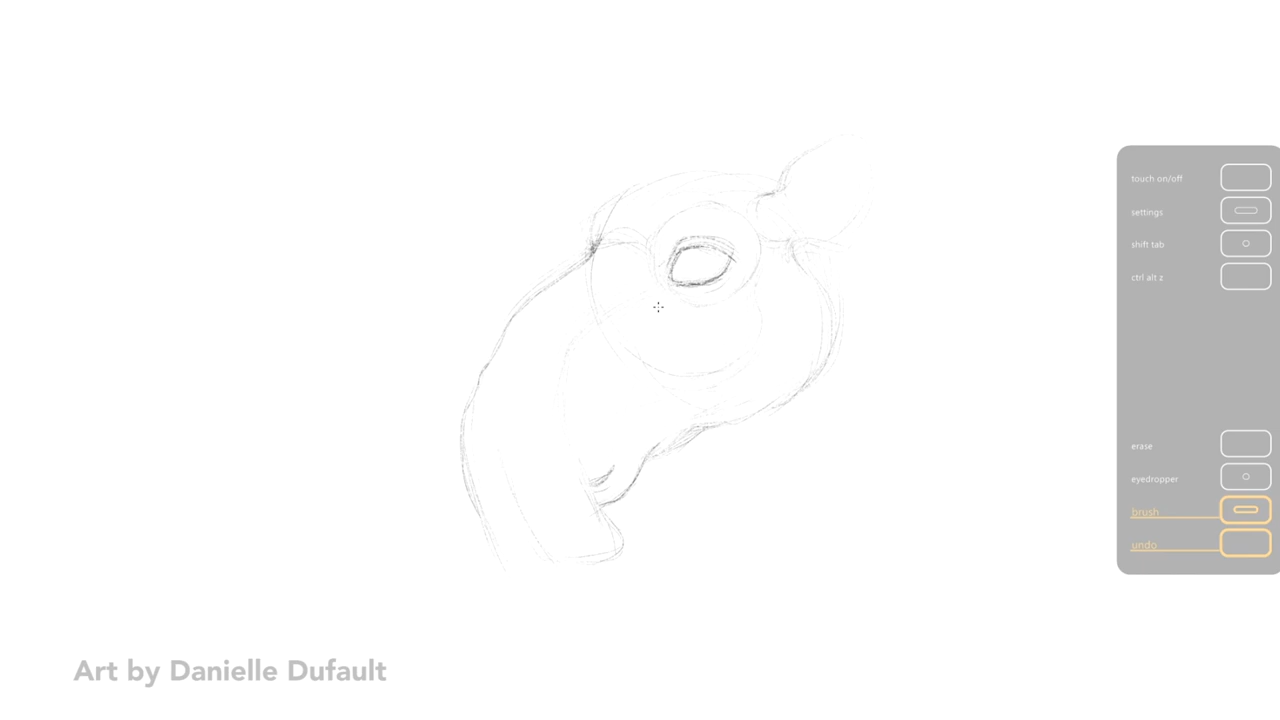 touch on/off
settings
shift tab
ctrl alt z
erase
eyedropper
brush
undo
Art by Danielle Dufault